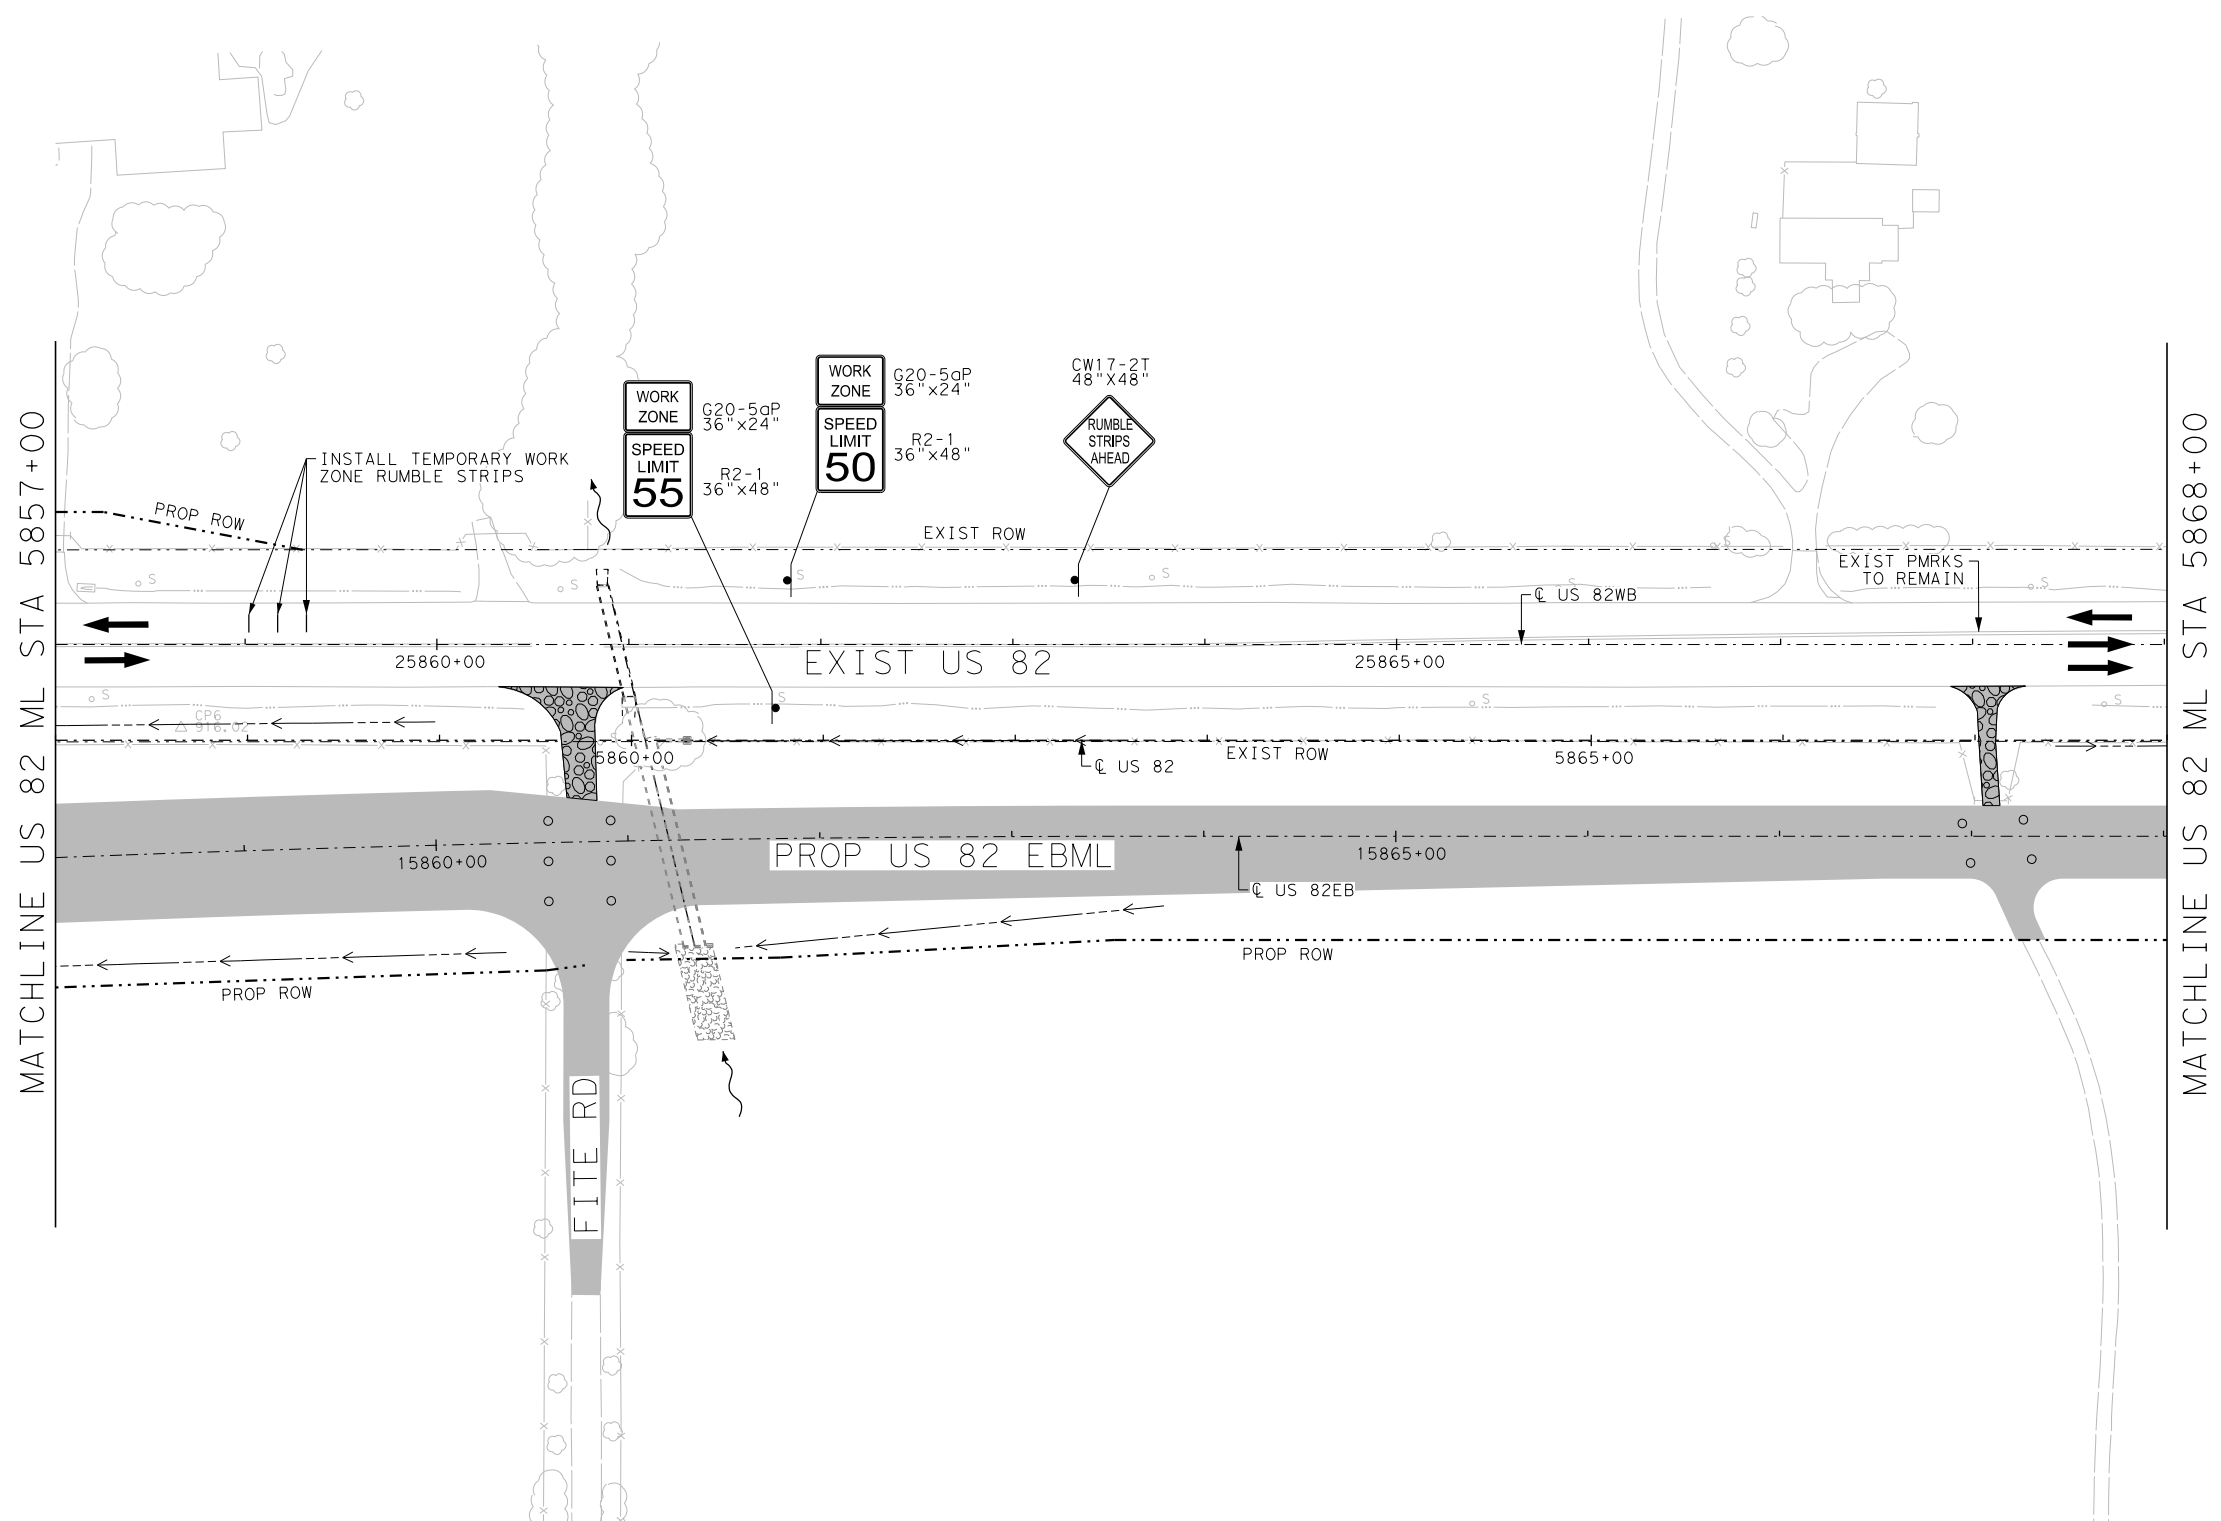 CW17-2T
48"X48"
WORK
ZONE
G20-5aP
36"x24"
SPEED
LIMIT
50
R2-1
36"x48"
WORK
ZONE
G20-5aP
36"x24"
SPEED
LIMIT
55
R2-1
36"x48"
RUMBLE
STRIPS
AHEAD
INSTALL TEMPORARY WORK
ZONE RUMBLE STRIPS
PROP ROW
EXIST ROW
EXIST PMRKS
TO REMAIN
S
S
S
S
S
S
S
℄ US 82WB
25860+00
EXIST US 82
25865+00
S
S
S
S
CP6
916.02
5860+00
℄ US 82
EXIST ROW
5865+00
15860+00
PROP US 82 EBML
15865+00
℄ US 82EB
PROP ROW
PROP ROW
FITE RD
MATCHLINE US 82 ML STA 5857+00
MATCHLINE US 82 ML STA 5868+00